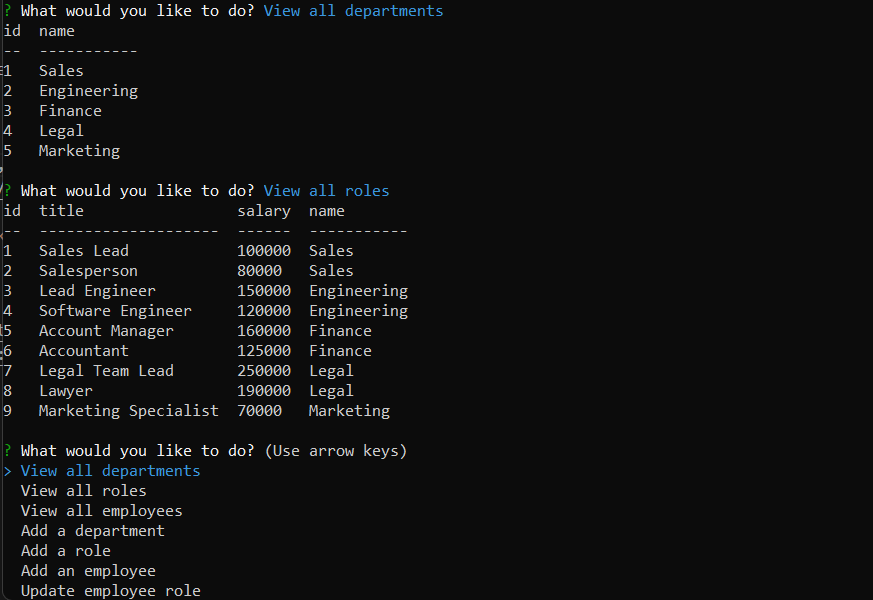 ? What would you like to do? View all departments
id  name
--  -----------
1   Sales
2   Engineering
3   Finance
4   Legal
5   Marketing
? What would you like to do? View all roles
id  title                 salary  name
--  --------------------  ------  -----------
1   Sales Lead            100000  Sales
2   Salesperson           80000   Sales
3   Lead Engineer         150000  Engineering
4   Software Engineer     120000  Engineering
5   Account Manager       160000  Finance
6   Accountant            125000  Finance
7   Legal Team Lead       250000  Legal
8   Lawyer                190000  Legal
9   Marketing Specialist  70000   Marketing
? What would you like to do? (Use arrow keys)
> View all departments
  View all roles
  View all employees
  Add a department
  Add a role
  Add an employee
  Update employee role